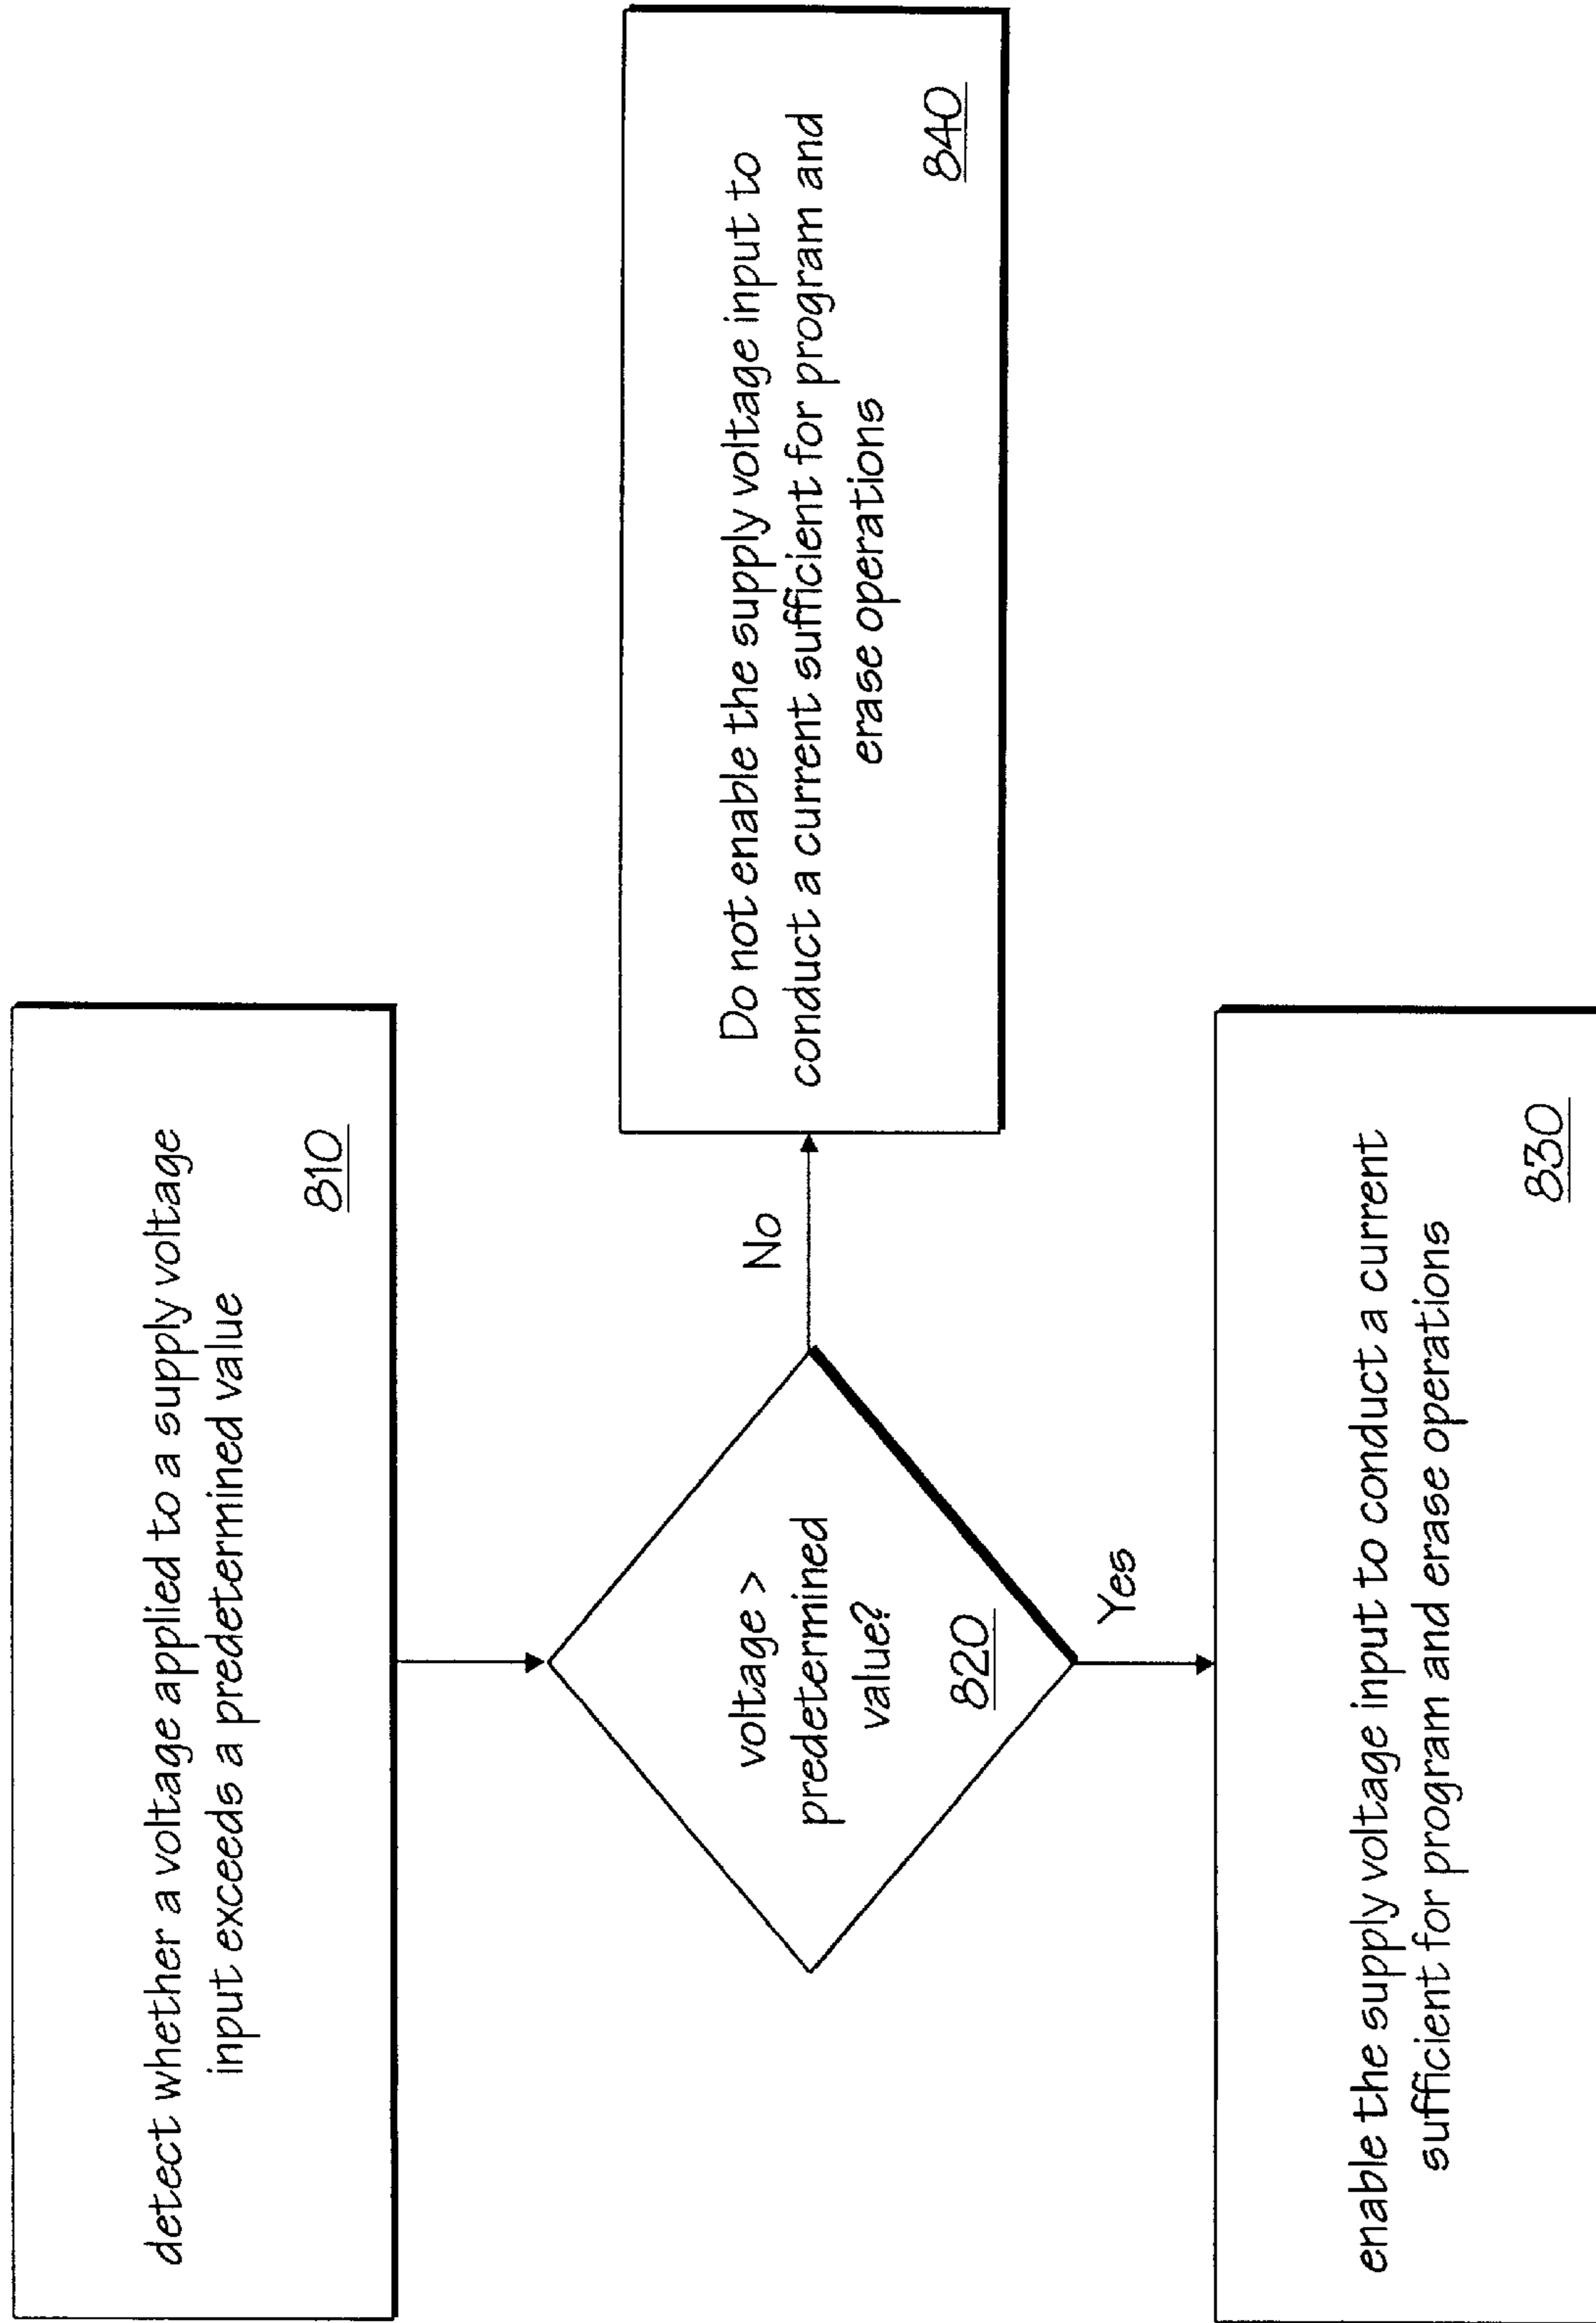 detect whether a voltage applied to a supply voltage
input exceeds a predetermined value
810
voltage >
predetermined
value?
820
No
Do not enable the supply voltage input to
conduct a current sufficient for program and
erase operations
840
Yes
enable the supply voltage input to conduct a current
sufficient for program and erase operations
830